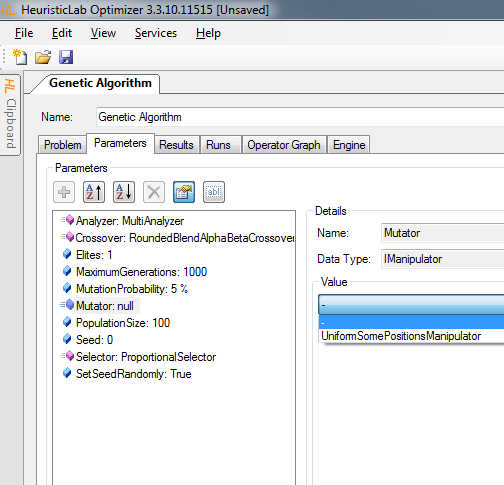 HeuristicLab Optimizer 3.3.10.11515 [Unsaved]
File Edit View Services Help
HL Clipboard
Genetic Algorithm
Name: Genetic Algorithm
Problem Parameters Results Runs Operator Graph Engine
Parameters
A Z A Z ab
Analyzer: MultiAnalyzer
Crossover: RoundedBlendAlphaBetaCrossover
Elites: 1
MaximumGenerations: 1000
MutationProbability: 5 %
Mutator: null
PopulationSize: 100
Seed: 0
Selector: ProportionalSelector
SetSeedRandomly: True
Details
Name: Mutator
Data Type: IManipulator
Value
-
-
UniformSomePositionsManipulator